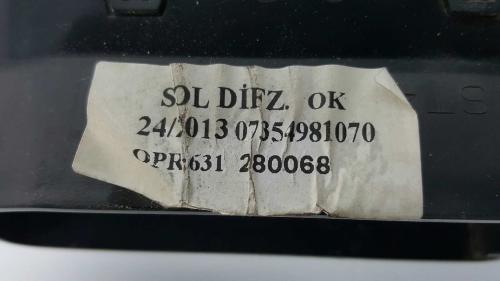 SOL DİFZ. OK
24/2013 07354981070
OPR:631 280068